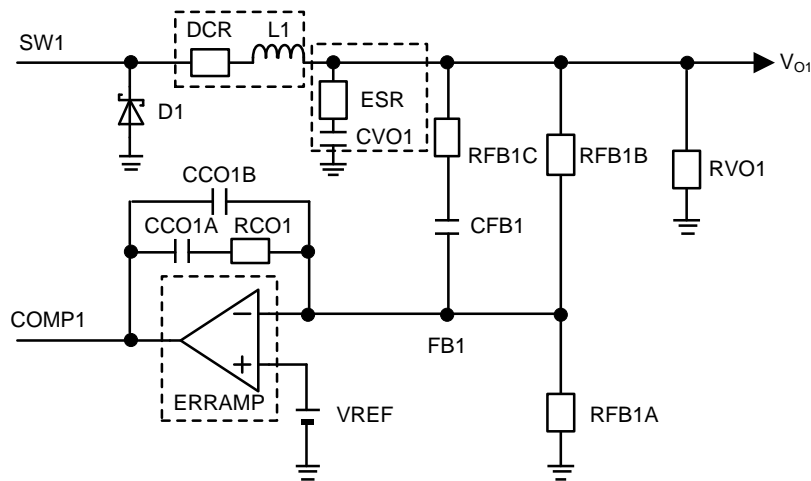 DCR L1
SW1
VO1
D1
ESR
CVO1
RFB1C
RFB1B
RVO1
CCO1B
CCO1A
RCO1
CFB1
COMP1
−
+
FB1
ERRAMP
VREF
RFB1A